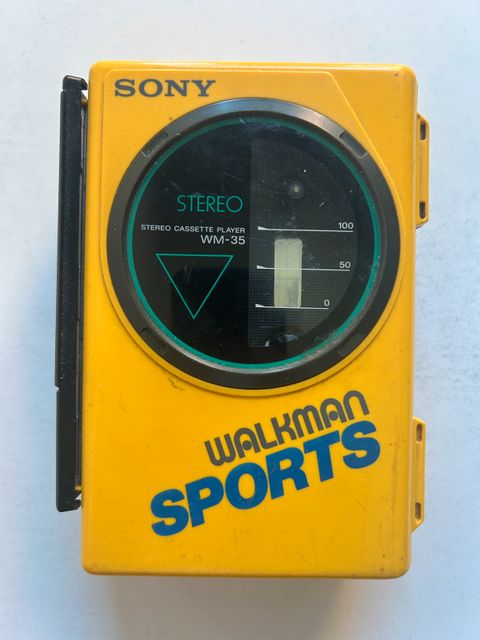 SONY
STEREO
STEREO CASSETTE PLAYER
WM-35
100
50
0
WALKMAN
SPORTS